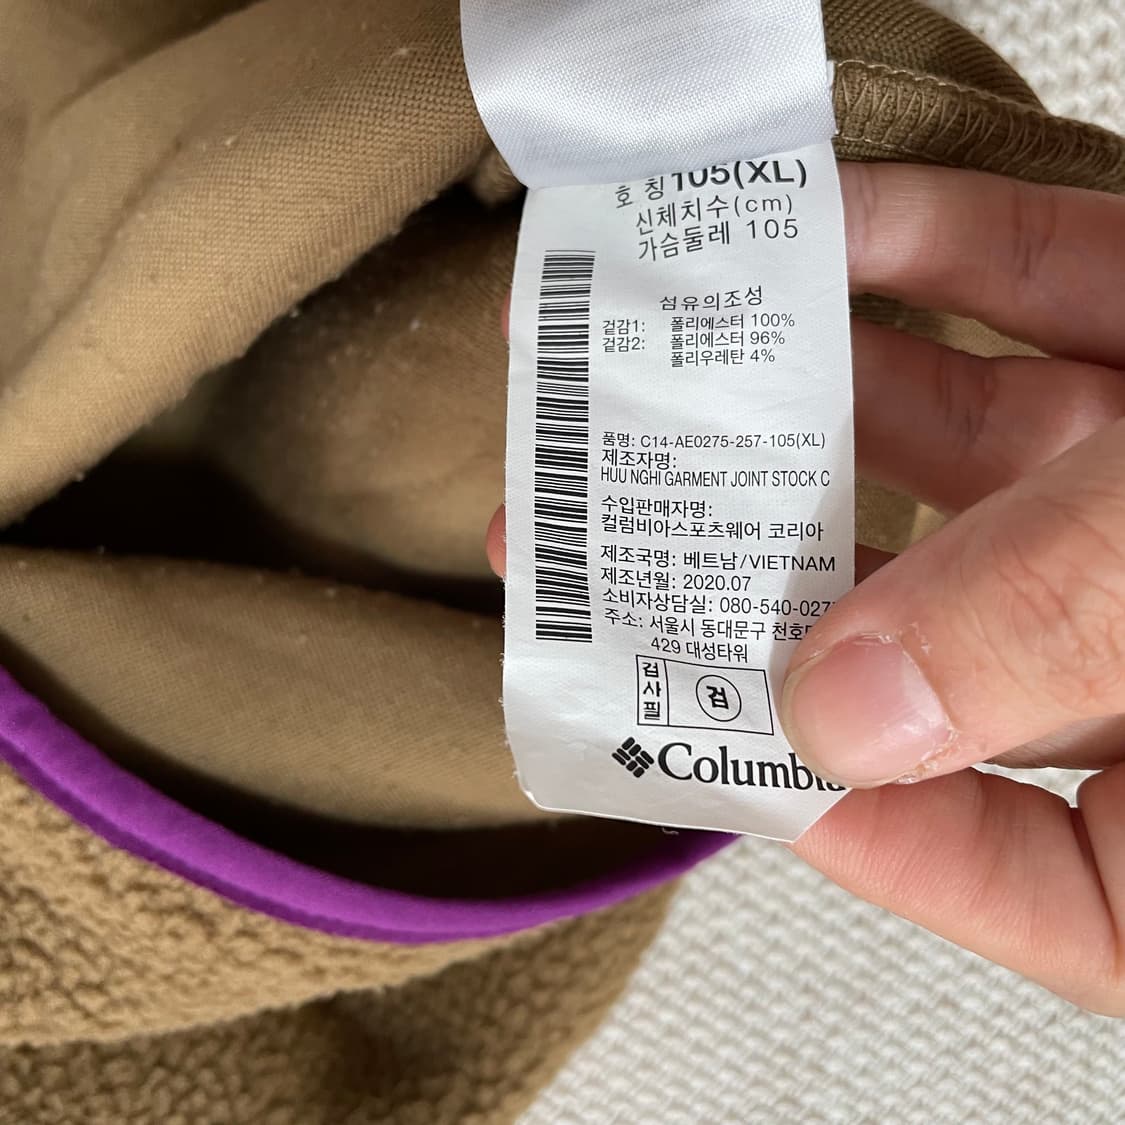 호 칭 105(XL)
신체치수(cm)
가슴둘레 105
섬유의조성
겉감1: 폴리에스터 100%
겉감2: 폴리에스터 96%
폴리우레탄 4%
품명: C14-AE0275-257-105(XL)
제조자명:
HUU NGHI GARMENT JOINT STOCK C
수입판매자명:
컬럼비아스포츠웨어 코리아
제조국명: 베트남/VIETNAM
제조년월: 2020.07
소비자상담실: 080-540-027
주소: 서울시 동대문구 천호
429 대성타워
검사필
검
Columbia